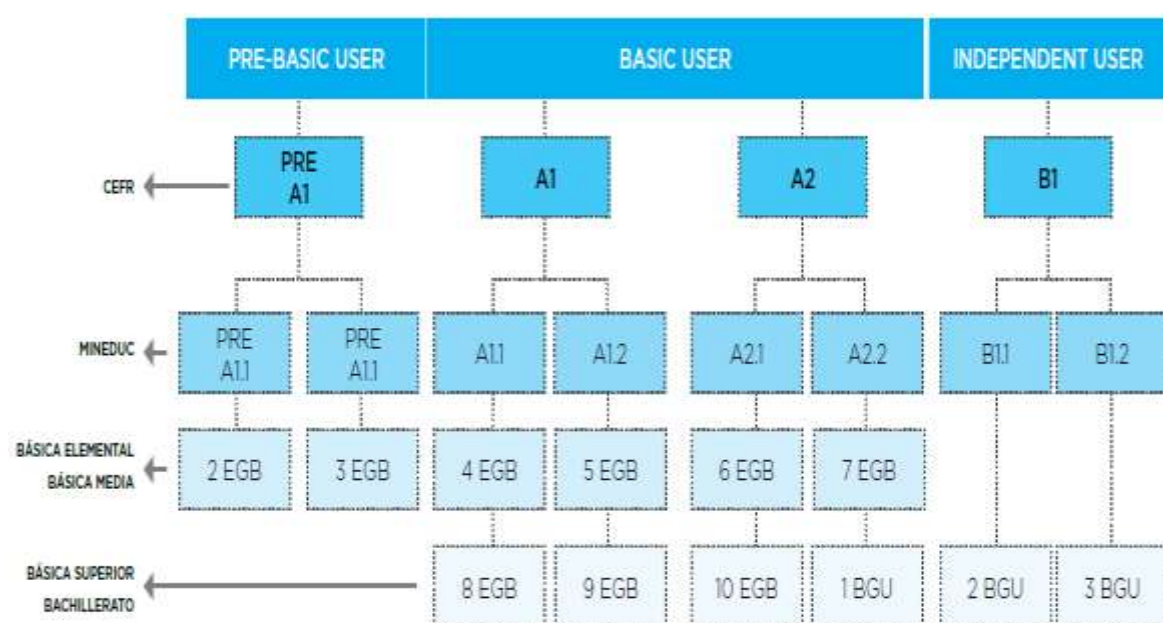 PRE-BASIC USER
BASIC USER
INDEPENDENT USER
CEFR
PRE
A1
A1
A2
B1
MINEDUC
PRE
A1.1
PRE
A1.1
A1.1
A1.2
A2.1
A2.2
B1.1
B1.2
BÁSICA ELEMENTAL
BÁSICA MEDIA
2 EGB
3 EGB
4 EGB
5 EGB
6 EGB
7 EGB
BÁSICA SUPERIOR
BACHILLERATO
8 EGB
9 EGB
10 EGB
1 BGU
2 BGU
3 BGU